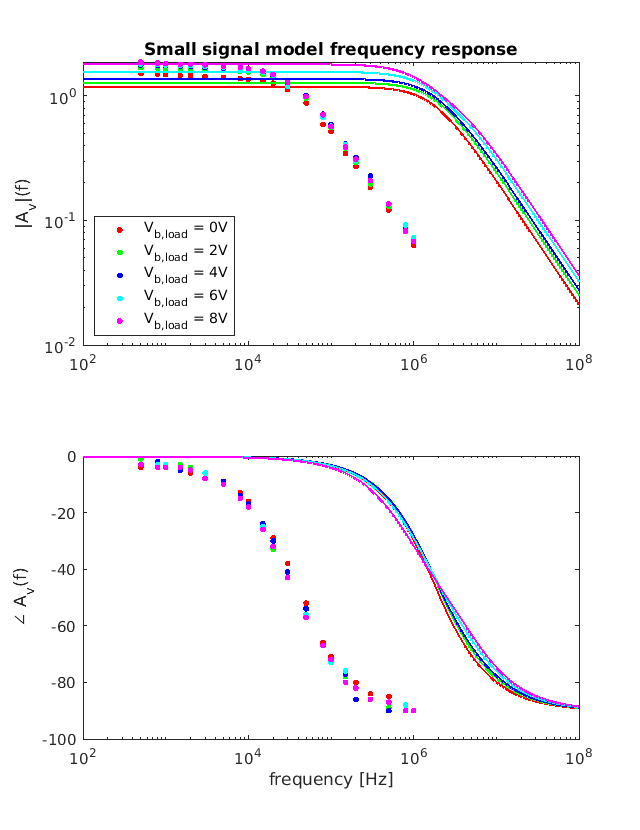 Small signal model frequency response
|A_v|(f)
10^0
10^-1
10^-2
V_b,load = 0V
V_b,load = 2V
V_b,load = 4V
V_b,load = 6V
V_b,load = 8V
10^2 10^4 10^6 10^8
∠ A_v(f)
0
-20
-40
-60
-80
-100
10^2 10^4 10^6 10^8
frequency [Hz]